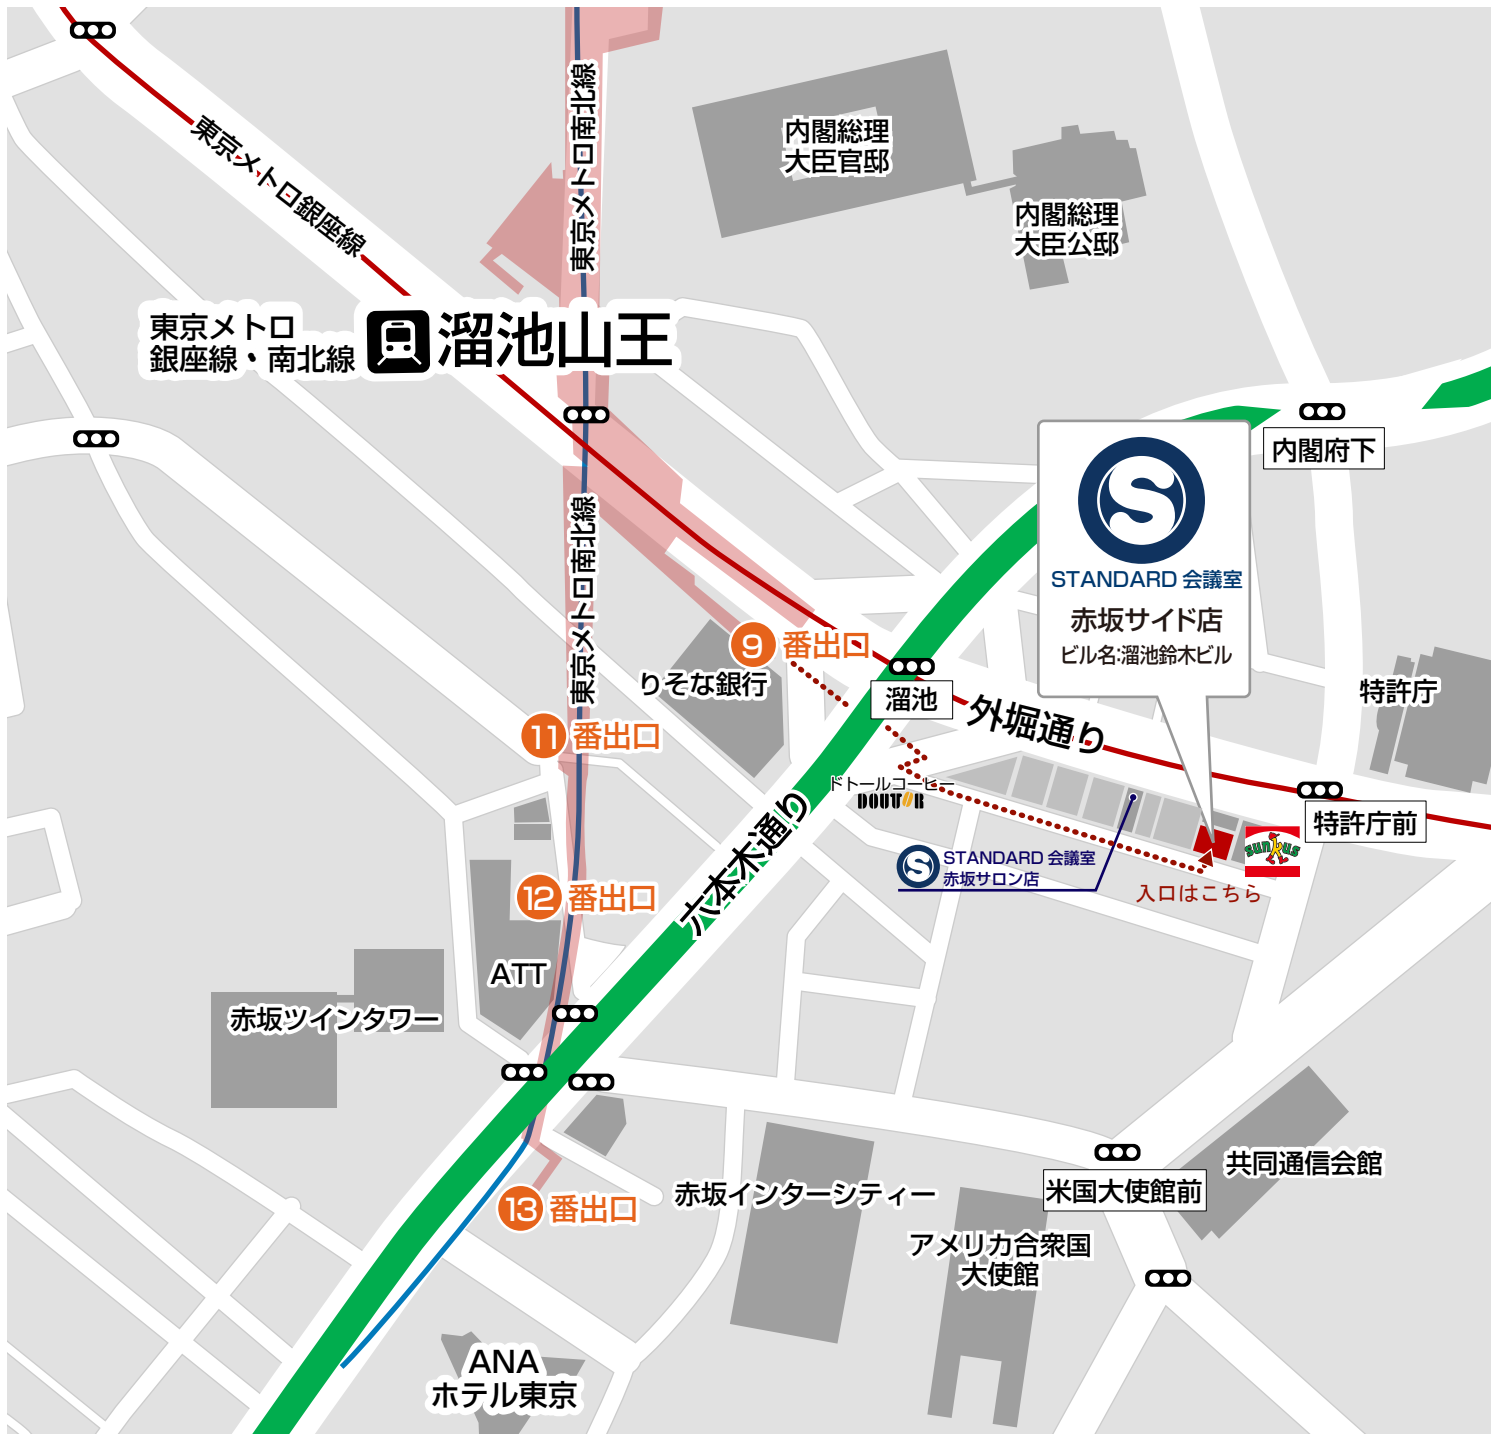 東京メトロ銀座線
東京メトロ南北線
内閣総理
大臣官邸
内閣総理
大臣公邸
東京メトロ
銀座線・南北線
溜池山王
内閣府下
S
STANDARD 会議室
赤坂サイド店
ビル名:溜池鈴木ビル
東京メトロ南北線
9 番出口
りそな銀行
溜池
外堀通り
特許庁
11 番出口
ドトールコーヒー
DOUTOR
六本木通り
特許庁前
sunkus
S
STANDARD 会議室
赤坂サロン店
入口はこちら
12 番出口
ATT
赤坂ツインタワー
13 番出口
赤坂インターシティー
米国大使館前
共同通信会館
アメリカ合衆国
大使館
ANA
ホテル東京